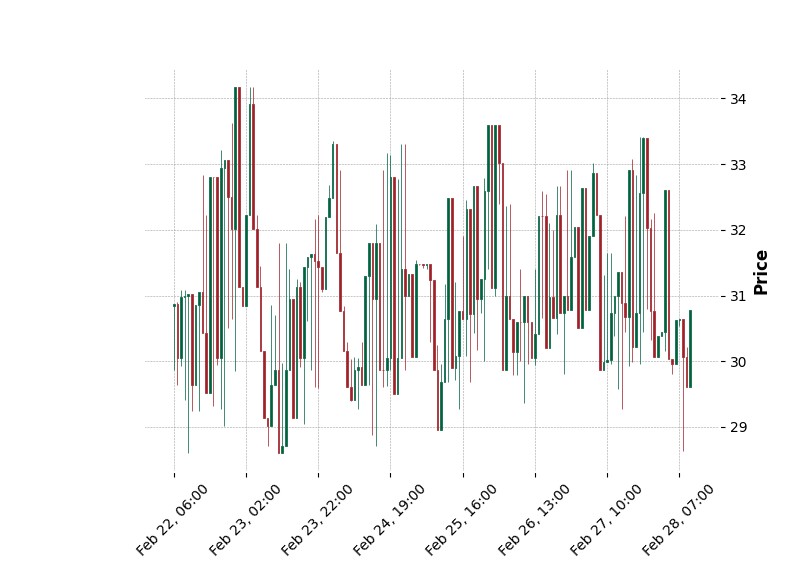 34
33
32
31
30
29
Price
Feb 22, 06:00
Feb 23, 02:00
Feb 23, 22:00
Feb 24, 19:00
Feb 25, 16:00
Feb 26, 13:00
Feb 27, 10:00
Feb 28, 07:00